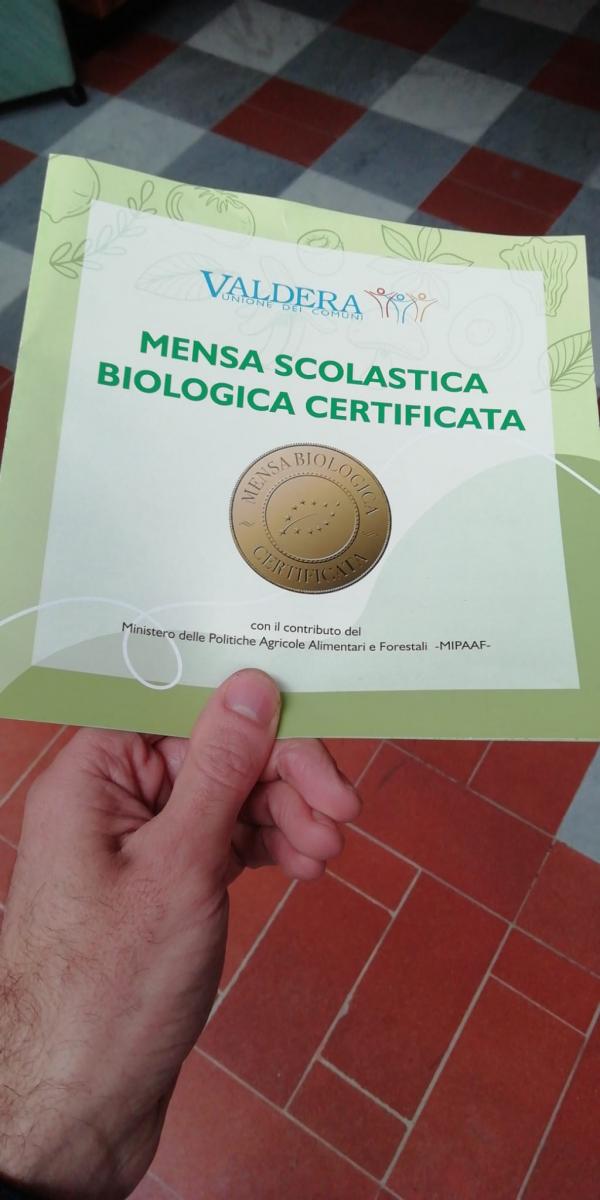 VALDERA
UNIONE DEI COMUNI
MENSA SCOLASTICA
BIOLOGICA CERTIFICATA
MENSA BIOLOGICA
CERTIFICATA
con il contributo del
Ministero delle Politiche Agricole Alimentari e Forestali -MIPAAF-